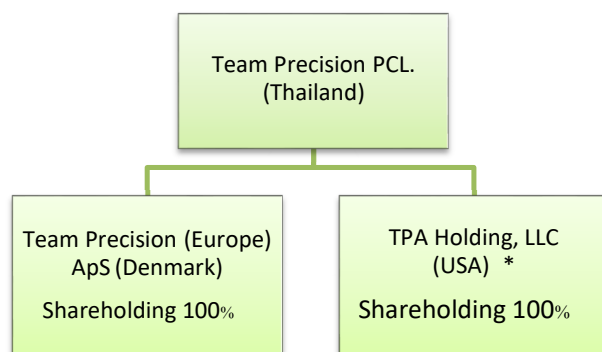 Team Precision PCL.
(Thailand)
Team Precision (Europe)
ApS (Denmark)
Shareholding 100%
TPA Holding, LLC
(USA) *
Shareholding 100%